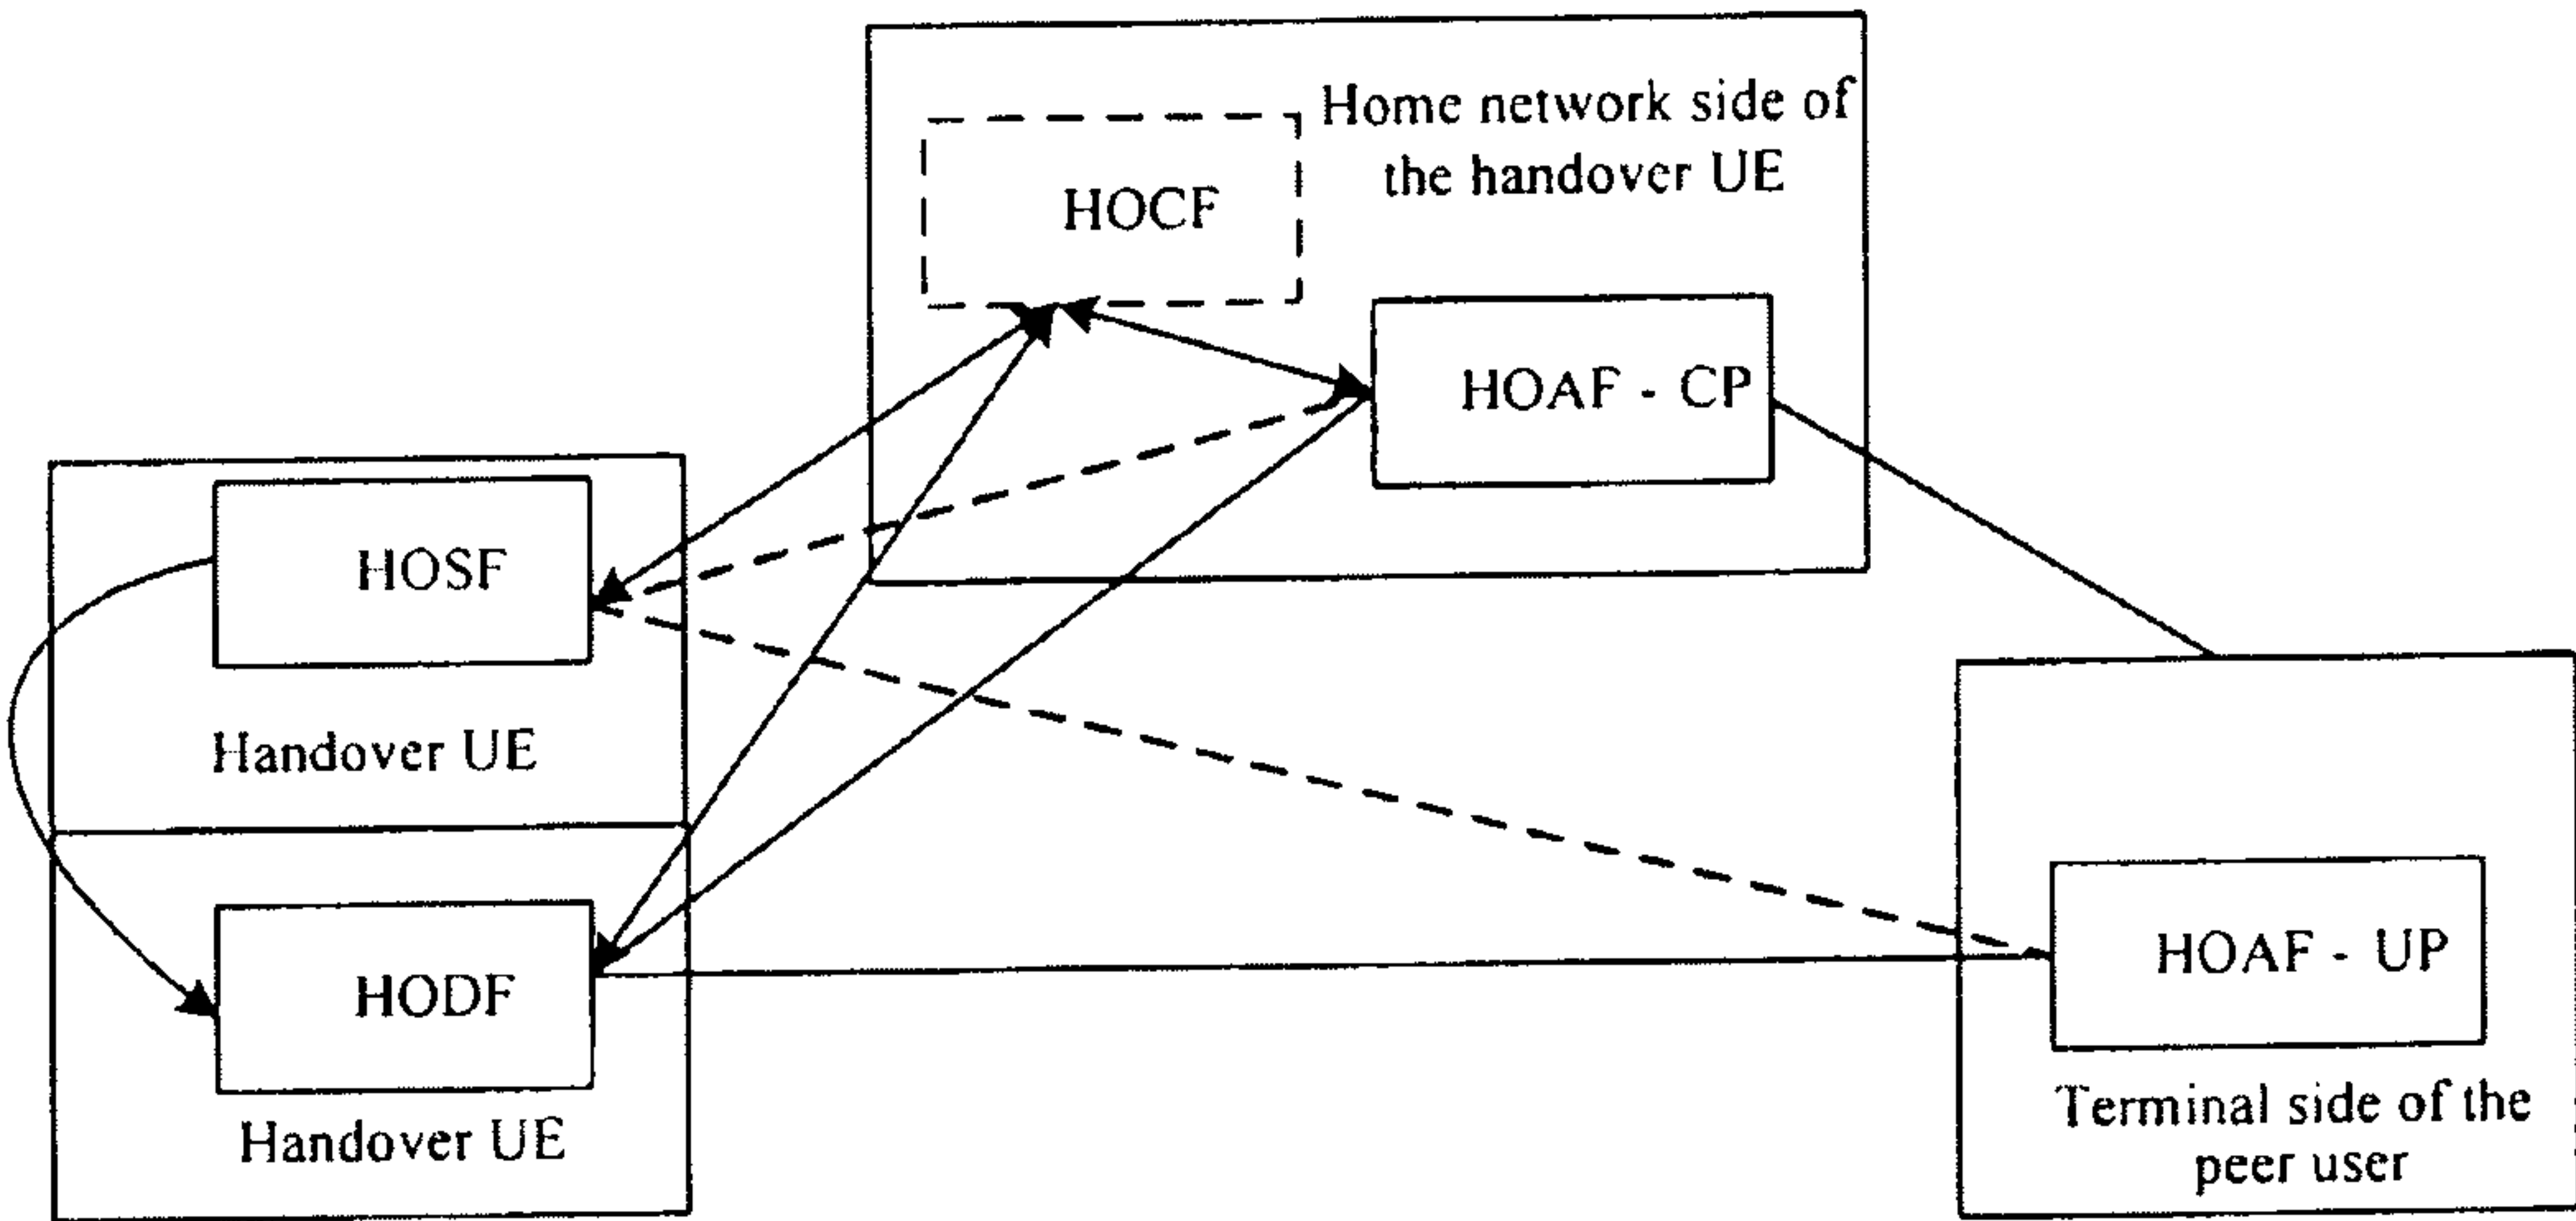 Home network side of
the handover UE
HOCF
HOAF - CP
HOSF
Handover UE
HODF
Handover UE
HOAF - UP
Terminal side of the
peer user